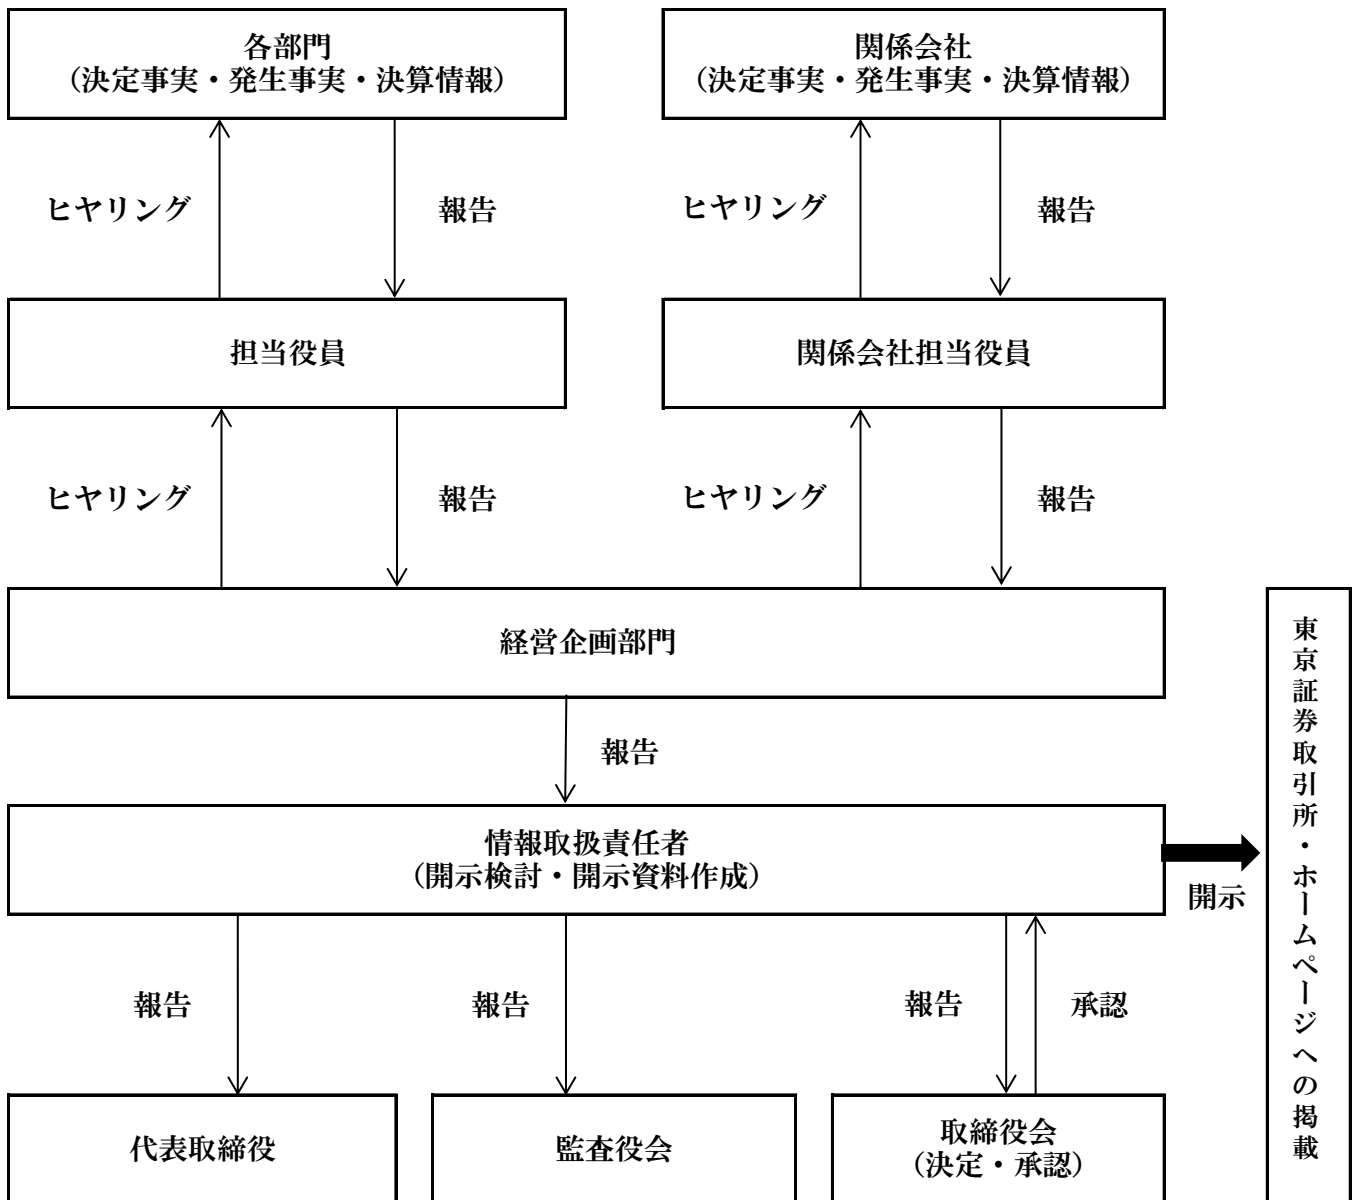 各部門
（決定事実・発生事実・決算情報）
関係会社
（決定事実・発生事実・決算情報）
ヒヤリング
報告
ヒヤリング
報告
担当役員
関係会社担当役員
ヒヤリング
報告
ヒヤリング
報告
経営企画部門
報告
情報取扱責任者
（開示検討・開示資料作成）
開示
東京証券取引所・ホームページへの掲載
報告
報告
報告
承認
代表取締役
監査役会
取締役会
（決定・承認）